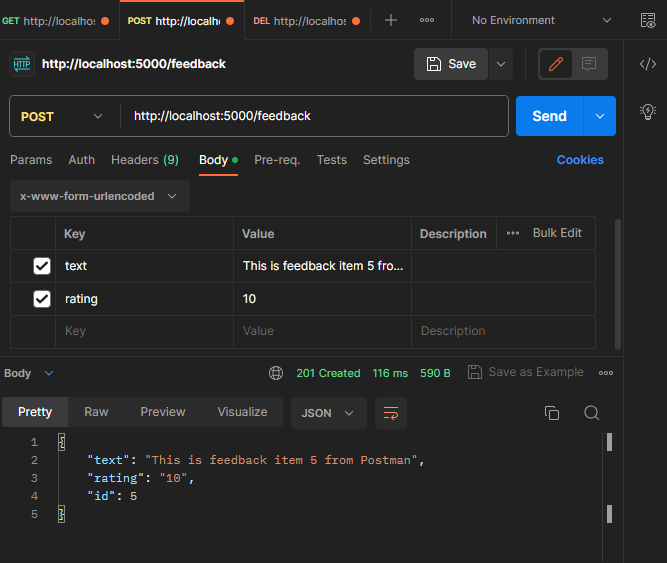 GET http://localhos POST http://localh DEL http://localhos No Environment
HTTP http://localhost:5000/feedback Save
POST http://localhost:5000/feedback Send
Params Auth Headers (9) Body Pre-req. Tests Settings Cookies
x-www-form-urlencoded
Key Value Description Bulk Edit
text This is feedback item 5 fro...
rating 10
Key Value Description
Body 201 Created 116 ms 590 B Save as Example
Pretty Raw Preview Visualize JSON
1 {
2 "text": "This is feedback item 5 from Postman",
3 "rating": "10",
4 "id": 5
5 }